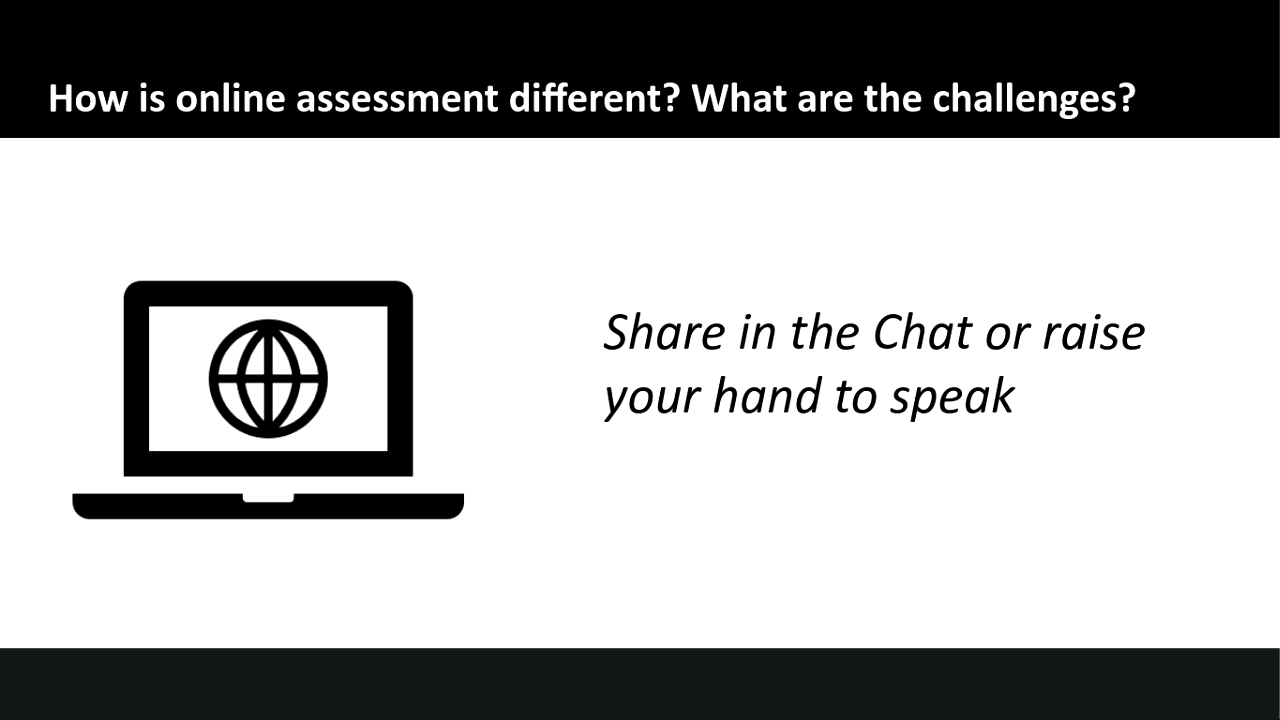 How is online assessment different? What are the challenges?
Share in the Chat or raise
your hand to speak